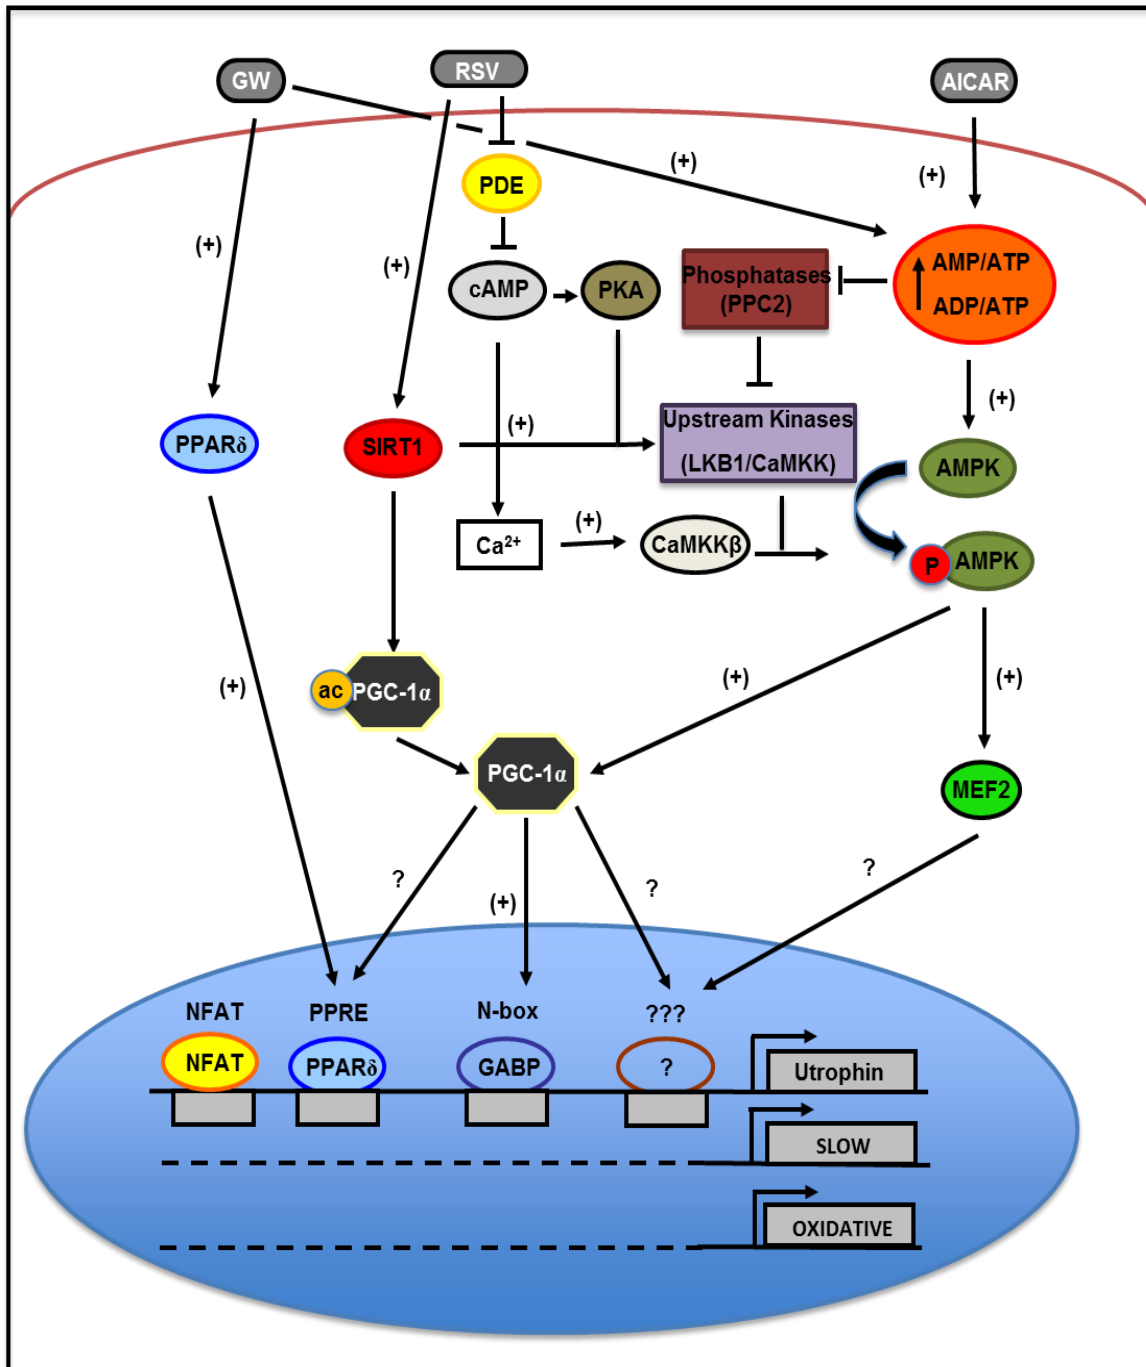 GW
RSV
AICAR
(+)
(+)
PDE
(+)
(+)
AMP/ATP
ADP/ATP
cAMP
PKA
Phosphatases
(PPC2)
(+)
(+)
PPARδ
SIRT1
Upstream Kinases
(LKB1/CaMKK)
AMPK
Ca²⁺
(+)
CaMKKβ
P
AMPK
(+)
(+)
(+)
ac
PGC-1α
PGC-1α
MEF2
?
(+)
?
?
NFAT
PPRE
N-box
???
NFAT
PPARδ
GABP
?
Utrophin
SLOW
OXIDATIVE